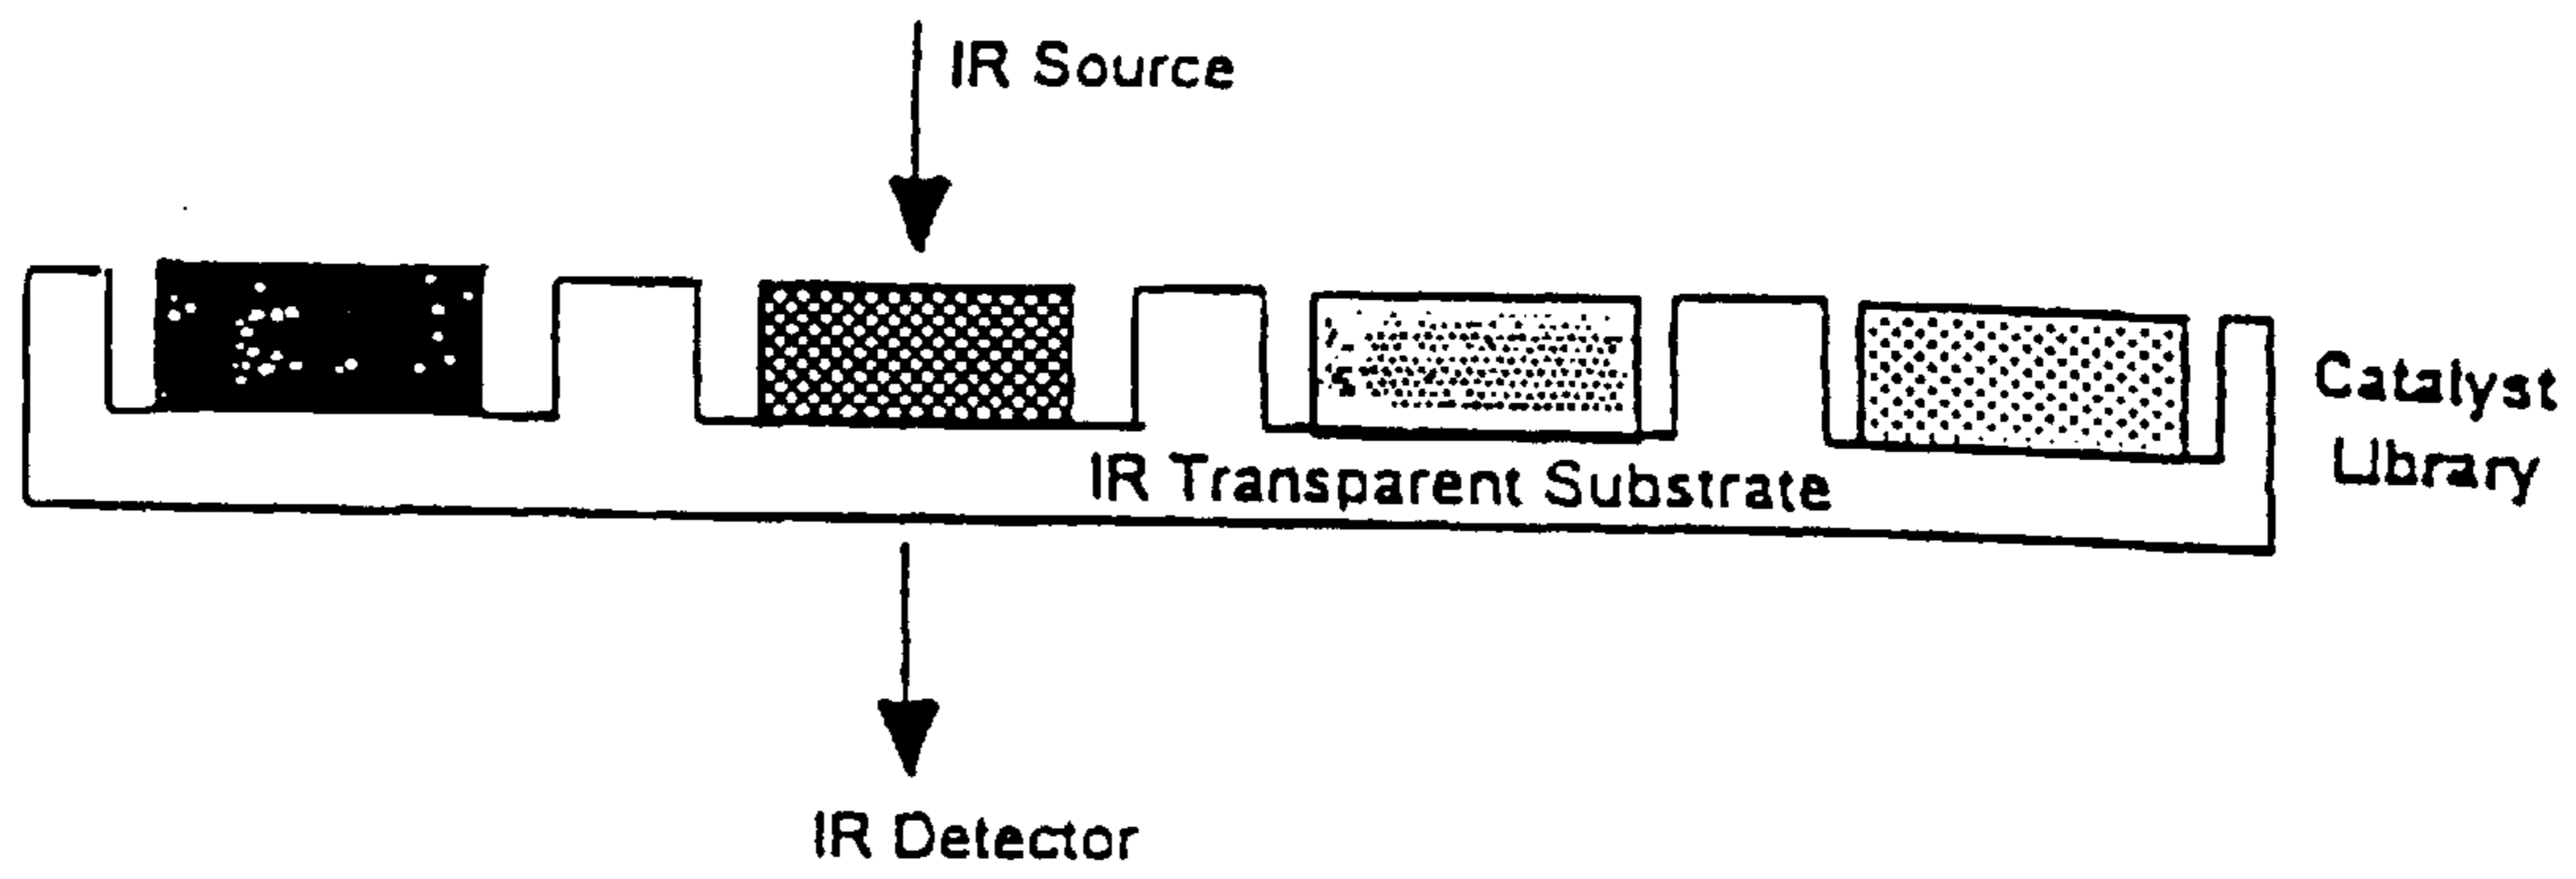 IR Source
Catalyst
Library
IR Transparent Substrate
IR Detector